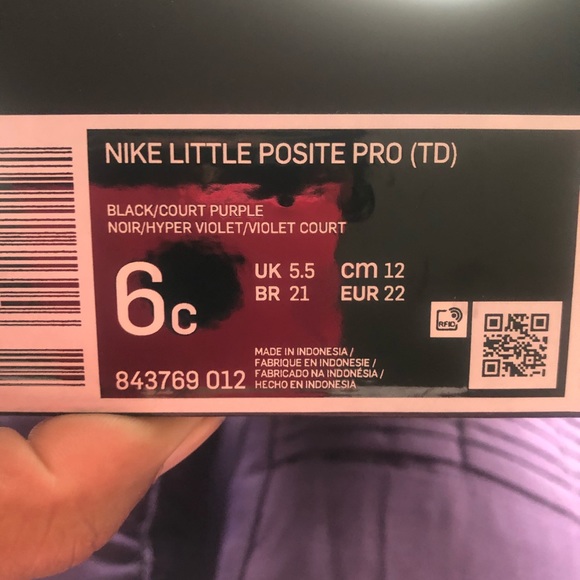 NIKE LITTLE POSITE PRO (TD)
BLACK/COURT PURPLE
NOIR/HYPER VIOLET/VIOLET COURT
6C
UK 5.5 cm 12
BR 21 EUR 22
RFID
843769 012
MADE IN INDONESIA /
FABRIQUE EN INDONESIE /
FABRICADO NA INDONÉSIA /
HECHO EN INDONESIA